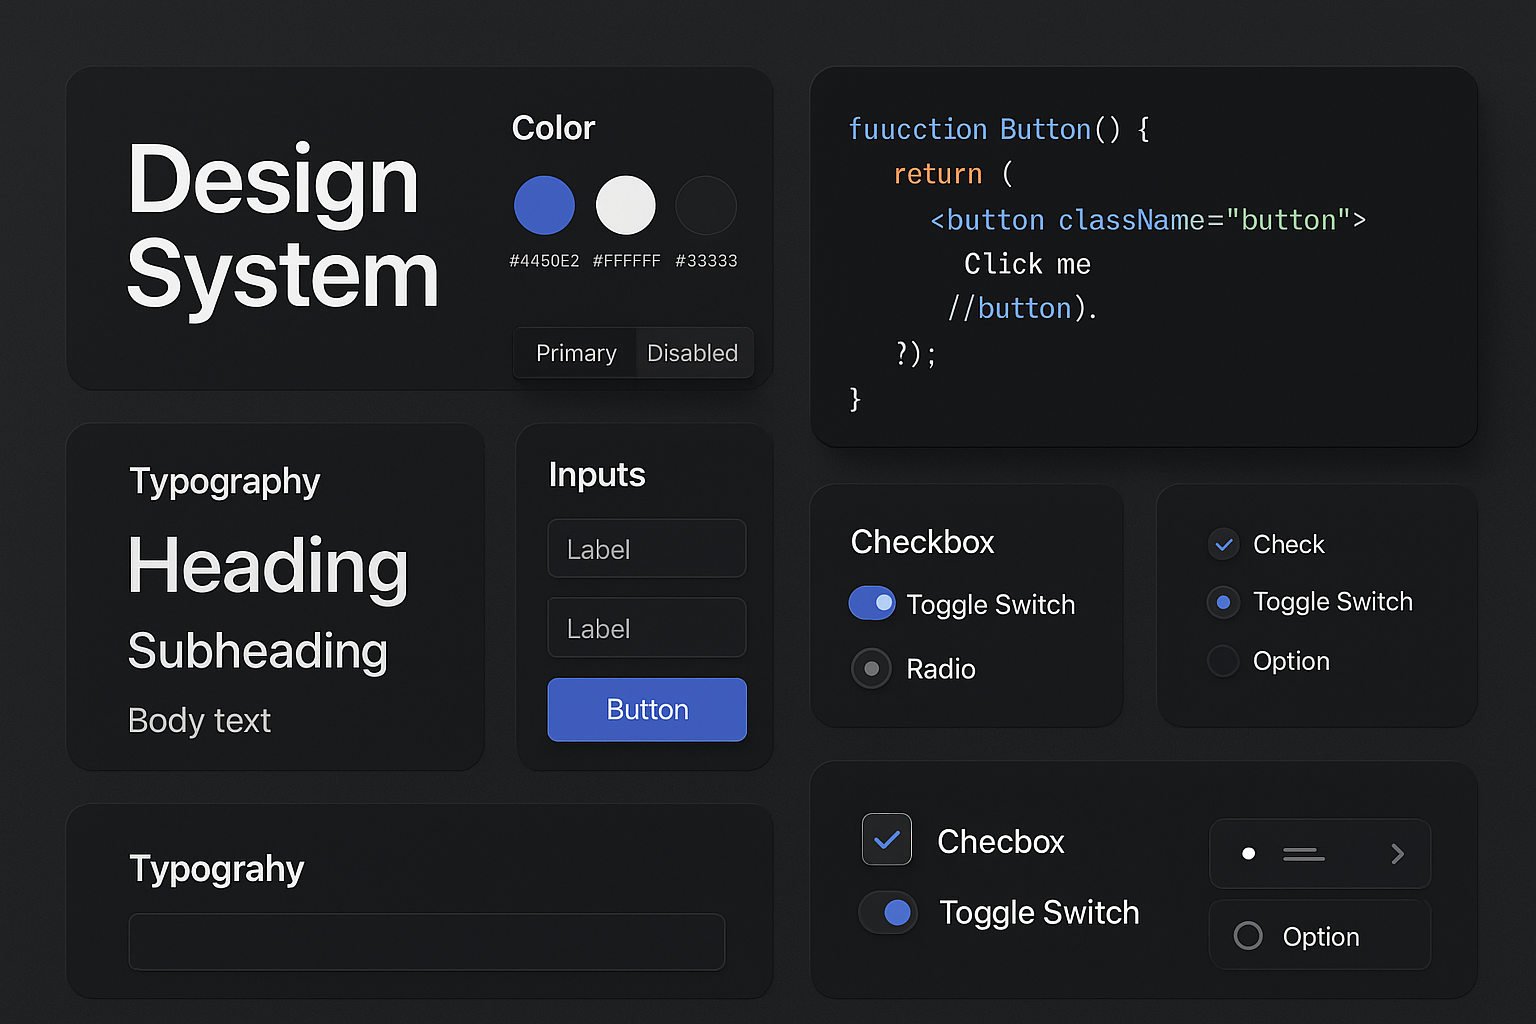 Design
System
Color
#4450E2 #FFFFFF #33333
Primary Disabled
fuucction Button() {
return (
<button className="button">
Click me
//button).
?);
}
Typography
Heading
Subheading
Body text
Inputs
Label
Label
Button
Checkbox
Toggle Switch
Radio
Check
Toggle Switch
Option
Typograhy
Checbox
Toggle Switch
Option